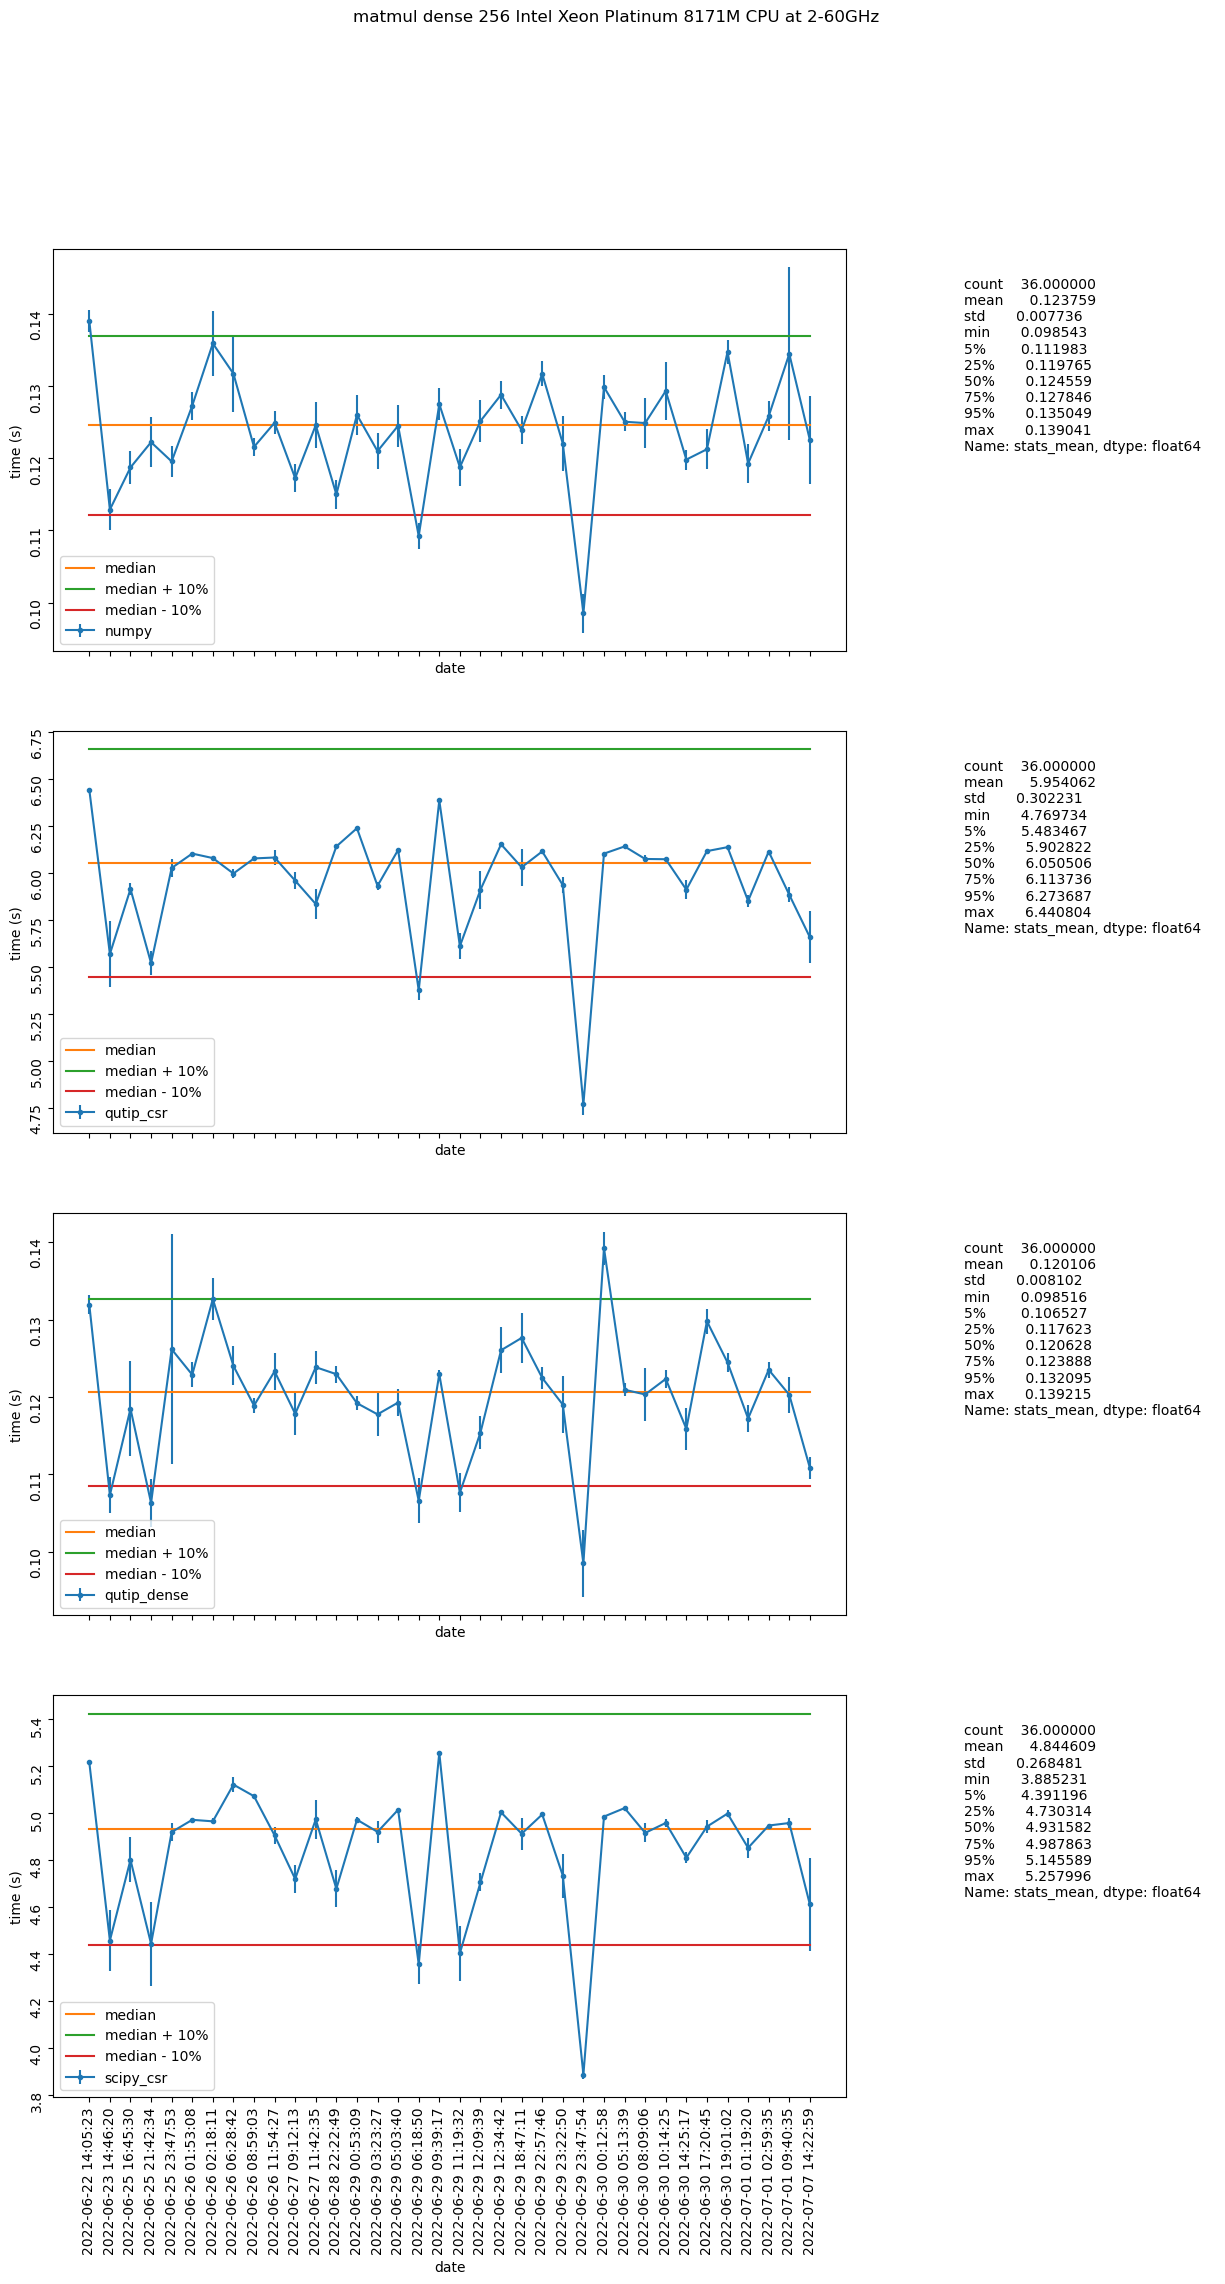 matmul dense 256 Intel Xeon Platinum 8171M CPU at 2-60GHz
0.14
0.13
0.12
0.11
0.10
time (s)
median
median + 10%
median - 10%
numpy
date
count 36.000000
mean 0.123759
std 0.007736
min 0.098543
5% 0.111983
25% 0.119765
50% 0.124559
75% 0.127846
95% 0.135049
max 0.139041
Name: stats_mean, dtype: float64
6.75
6.50
6.25
6.00
5.75
5.50
5.25
5.00
4.75
time (s)
median
median + 10%
median - 10%
qutip_csr
date
count 36.000000
mean 5.954062
std 0.302231
min 4.769734
5% 5.483467
25% 5.902822
50% 6.050506
75% 6.113736
95% 6.273687
max 6.440804
Name: stats_mean, dtype: float64
0.14
0.13
0.12
0.11
0.10
time (s)
median
median + 10%
median - 10%
qutip_dense
date
count 36.000000
mean 0.120106
std 0.008102
min 0.098516
5% 0.106527
25% 0.117623
50% 0.120628
75% 0.123888
95% 0.132095
max 0.139215
Name: stats_mean, dtype: float64
5.4
5.2
5.0
4.8
4.6
4.4
4.2
4.0
3.8
time (s)
median
median + 10%
median - 10%
scipy_csr
count 36.000000
mean 4.844609
std 0.268481
min 3.885231
5% 4.391196
25% 4.730314
50% 4.931582
75% 4.987863
95% 5.145589
max 5.257996
Name: stats_mean, dtype: float64
2022-06-22 14:05:23
2022-06-23 14:46:20
2022-06-25 16:45:30
2022-06-25 21:42:34
2022-06-25 23:47:53
2022-06-26 01:53:08
2022-06-26 02:18:11
2022-06-26 06:28:42
2022-06-26 08:59:03
2022-06-26 11:54:27
2022-06-27 09:12:13
2022-06-27 11:42:35
2022-06-28 22:22:49
2022-06-29 00:53:09
2022-06-29 03:23:27
2022-06-29 05:03:40
2022-06-29 06:18:50
2022-06-29 09:39:17
2022-06-29 11:19:32
2022-06-29 12:09:39
2022-06-29 12:34:42
2022-06-29 18:47:11
2022-06-29 22:57:46
2022-06-29 23:22:50
2022-06-29 23:47:54
2022-06-30 00:12:58
2022-06-30 05:13:39
2022-06-30 08:09:06
2022-06-30 10:14:25
2022-06-30 14:25:17
2022-06-30 17:20:45
2022-06-30 19:01:02
2022-07-01 01:19:20
2022-07-01 02:59:35
2022-07-01 09:40:35
2022-07-07 14:22:59
date